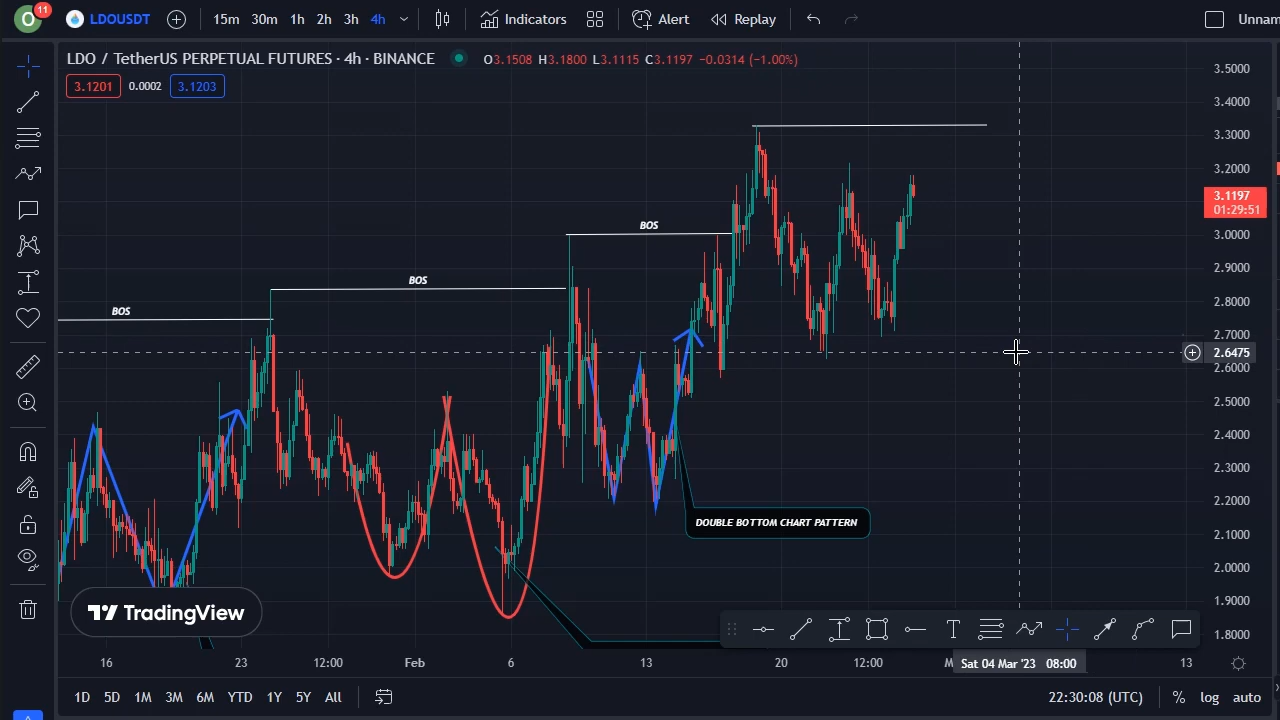 O 11 LDOUSDT 15m 30m 1h 2h 3h 4h Indicators Alert Replay Unnam
LDO / TetherUS PERPETUAL FUTURES · 4h · BINANCE O3.1508 H3.1800 L3.1115 C3.1197 −0.0314 (−1.00%)
3.1201 0.0002 3.1203
3.5000
3.4000
3.3000
3.2000
3.1197
01:29:51
3.0000
2.9000
2.8000
2.7000
2.6475
2.6000
2.5000
2.4000
2.3000
2.2000
2.1000
2.0000
1.9000
1.8000
BOS
BOS
BOS
DOUBLE BOTTOM CHART PATTERN
TradingView
T
16 23 12:00 Feb 6 13 20 12:00 Sat 04 Mar '23 08:00 13
1D 5D 1M 3M 6M YTD 1Y 5Y All 22:30:08 (UTC) % log auto